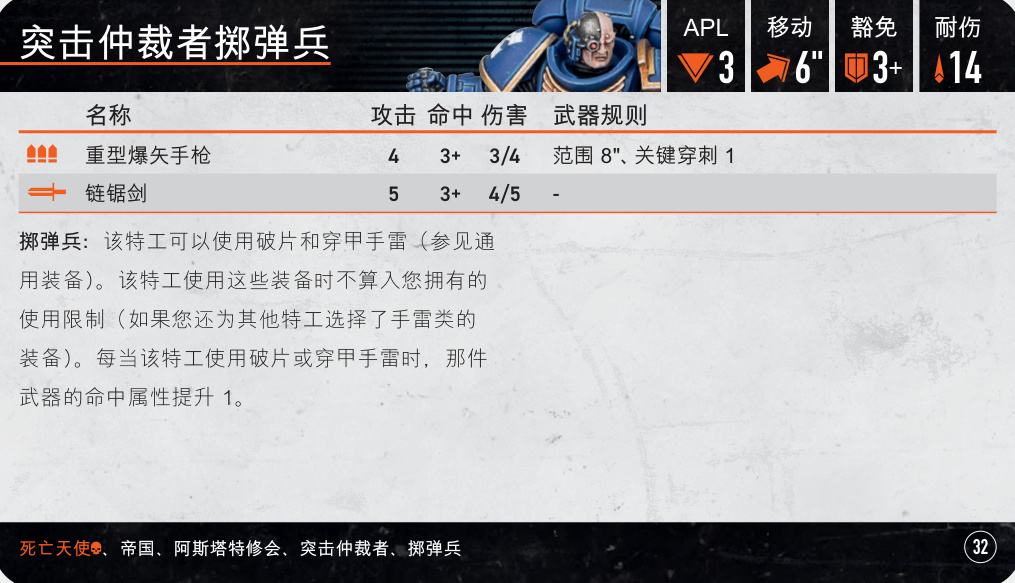 突击仲裁者掷弹兵
APL 移动 豁免 耐伤
3 6" 3+ 14
名称 攻击 命中 伤害 武器规则
重型爆矢手枪 4 3+ 3/4 范围 8"、关键穿刺 1
链锯剑 5 3+ 4/5 -
掷弹兵：该特工可以使用破片和穿甲手雷（参见通
用装备）。该特工使用这些装备时不算入您拥有的
使用限制（如果您还为其他特工选择了手雷类的
装备）。每当该特工使用破片或穿甲手雷时，那件
武器的命中属性提升 1。
死亡天使、帝国、阿斯塔特修会、突击仲裁者、掷弹兵
32